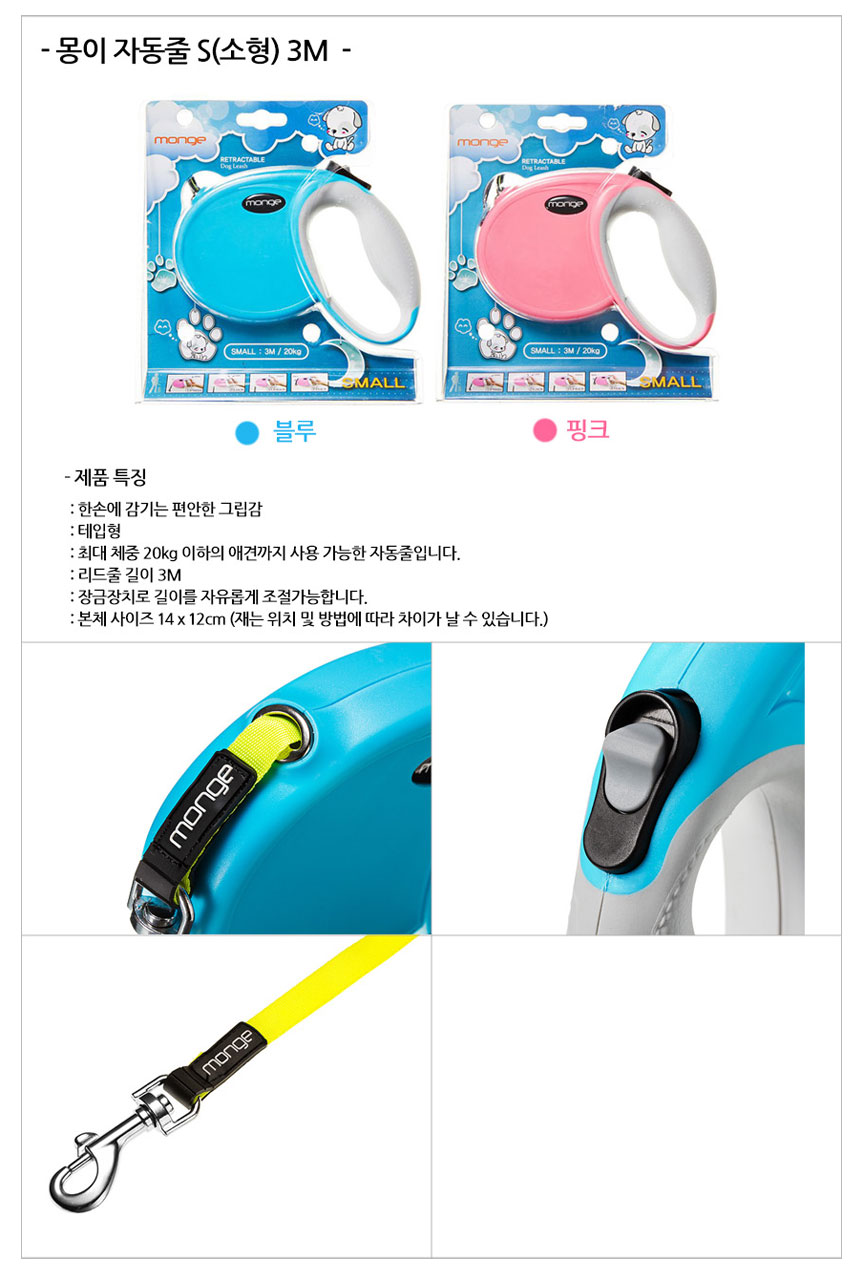 - 몽이 자동줄 S(소형) 3M -
monge
RETRACTABLE
Dog Leash
monge
SMALL : 3M / 20kg
SMALL
monge
RETRACTABLE
Dog Leash
monge
SMALL : 3M / 20kg
SMALL
블루
핑크
- 제품 특징
: 한손에 감기는 편안한 그립감
: 테입형
: 최대 체중 20kg 이하의 애견까지 사용 가능한 자동줄입니다.
: 리드줄 길이 3M
: 장금장치로 길이를 자유롭게 조절가능합니다.
: 본체 사이즈 14 x 12cm (재는 위치 및 방법에 따라 차이가 날 수 있습니다.)
monge
monge